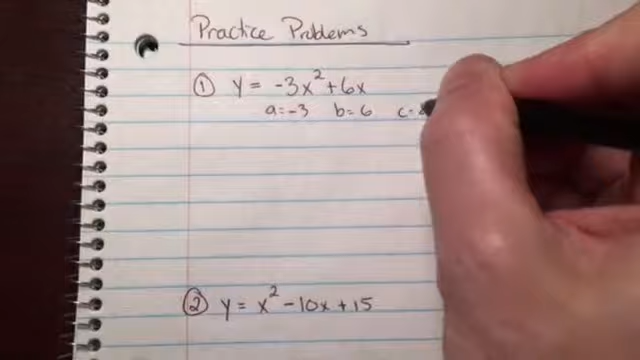 Practice Problems
① y = -3x² + 6x
a = -3 b = 6 c =
② y = x² - 10x + 15